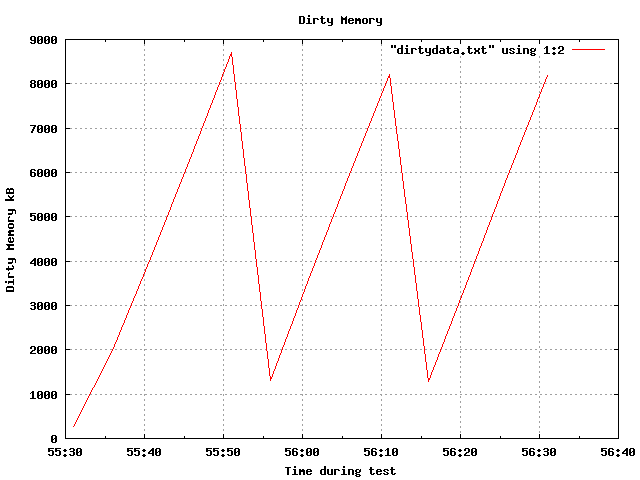 Dirty Memory
"dirtydata.txt" using 1:2
9000
8000
7000
6000
5000
4000
3000
2000
1000
0
Dirty Memory kB
55:30 55:40 55:50 56:00 56:10 56:20 56:30 56:40
Time during test